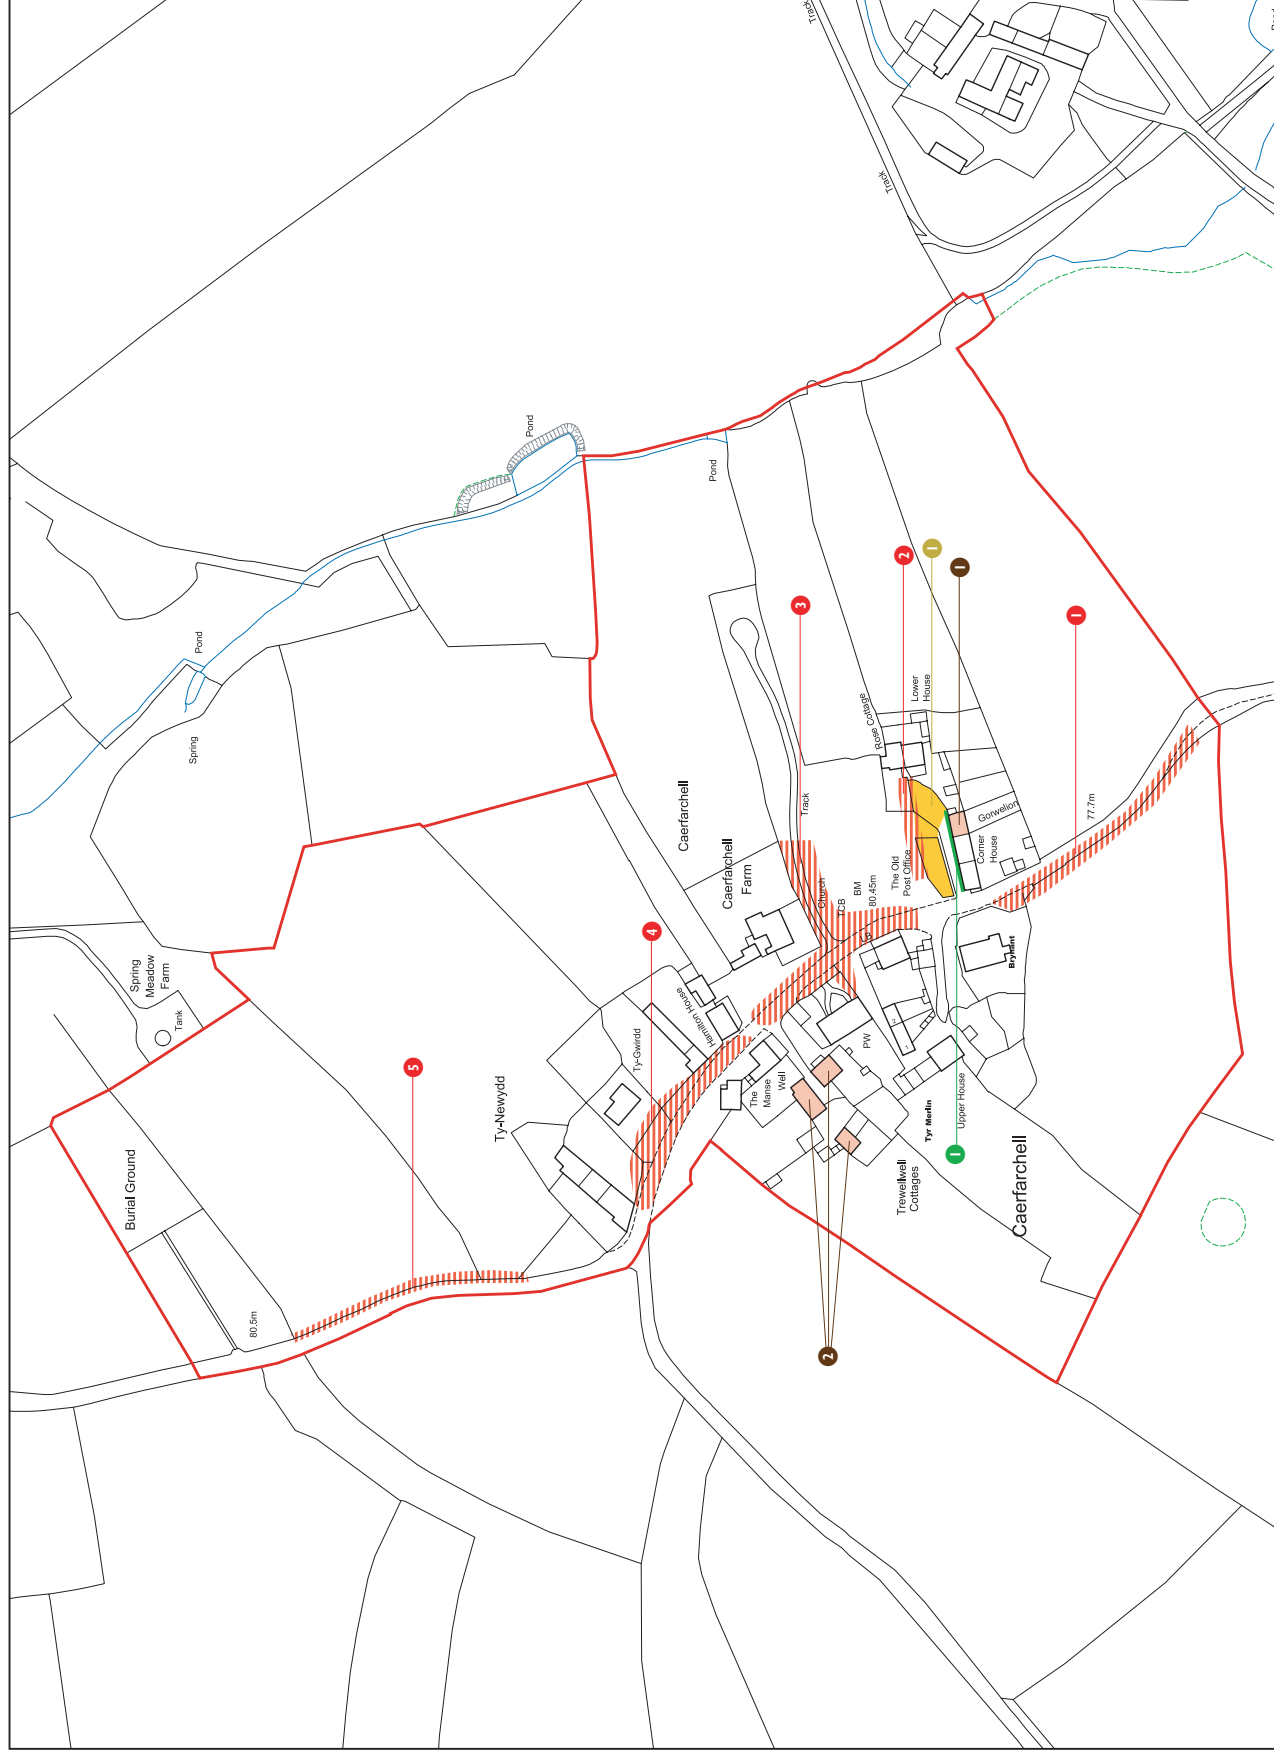 Track
Track
Pond
Pond
Pond
Spring
Spring
Meadow
Farm
Tank
Burial Ground
80.5m
5
4
3
2
1
1
1
1
2
Ty-Newydd
Ty-Gwirdd
Hamilton House
The
Manse
Well
Caerfarchell
Caerfarchell
Farm
Track
Church
TCB
BM
80.45m
The Old
Post Office
Rose Cottage
Lower
House
Gorwelion
Corner
House
77.7m
Brynant
PW
2
1
Tyr Merlin
Upper House
Trewellwell
Cottages
Caerfarchell